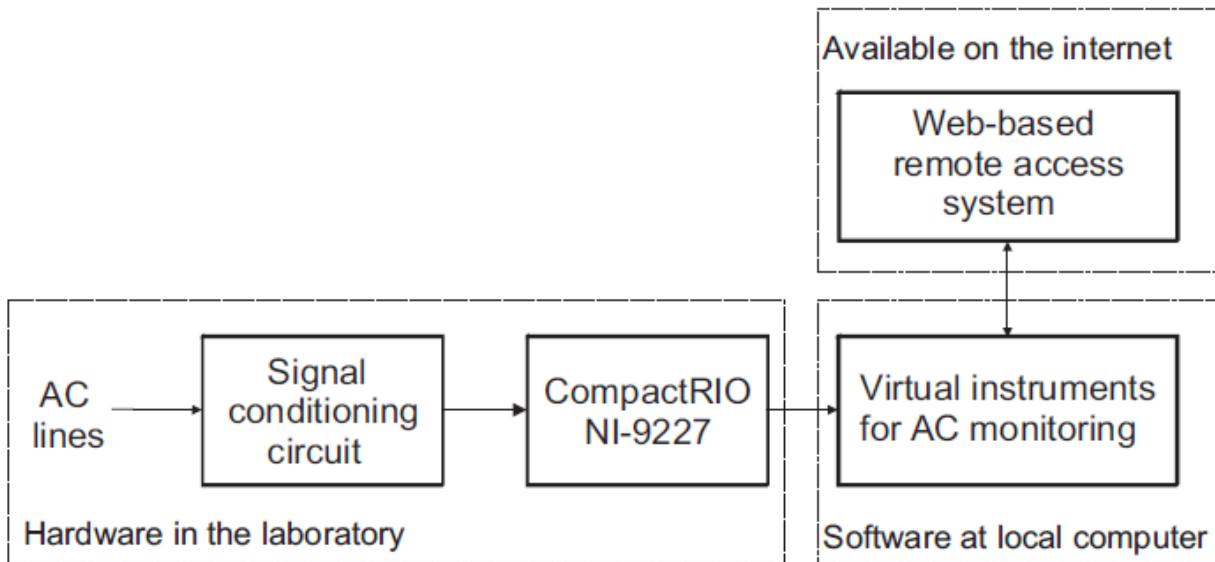 Available on the internet
Web-based
remote access
system
AC
lines
Signal
conditioning
circuit
CompactRIO
NI-9227
Virtual instruments
for AC monitoring
Hardware in the laboratory
Software at local computer